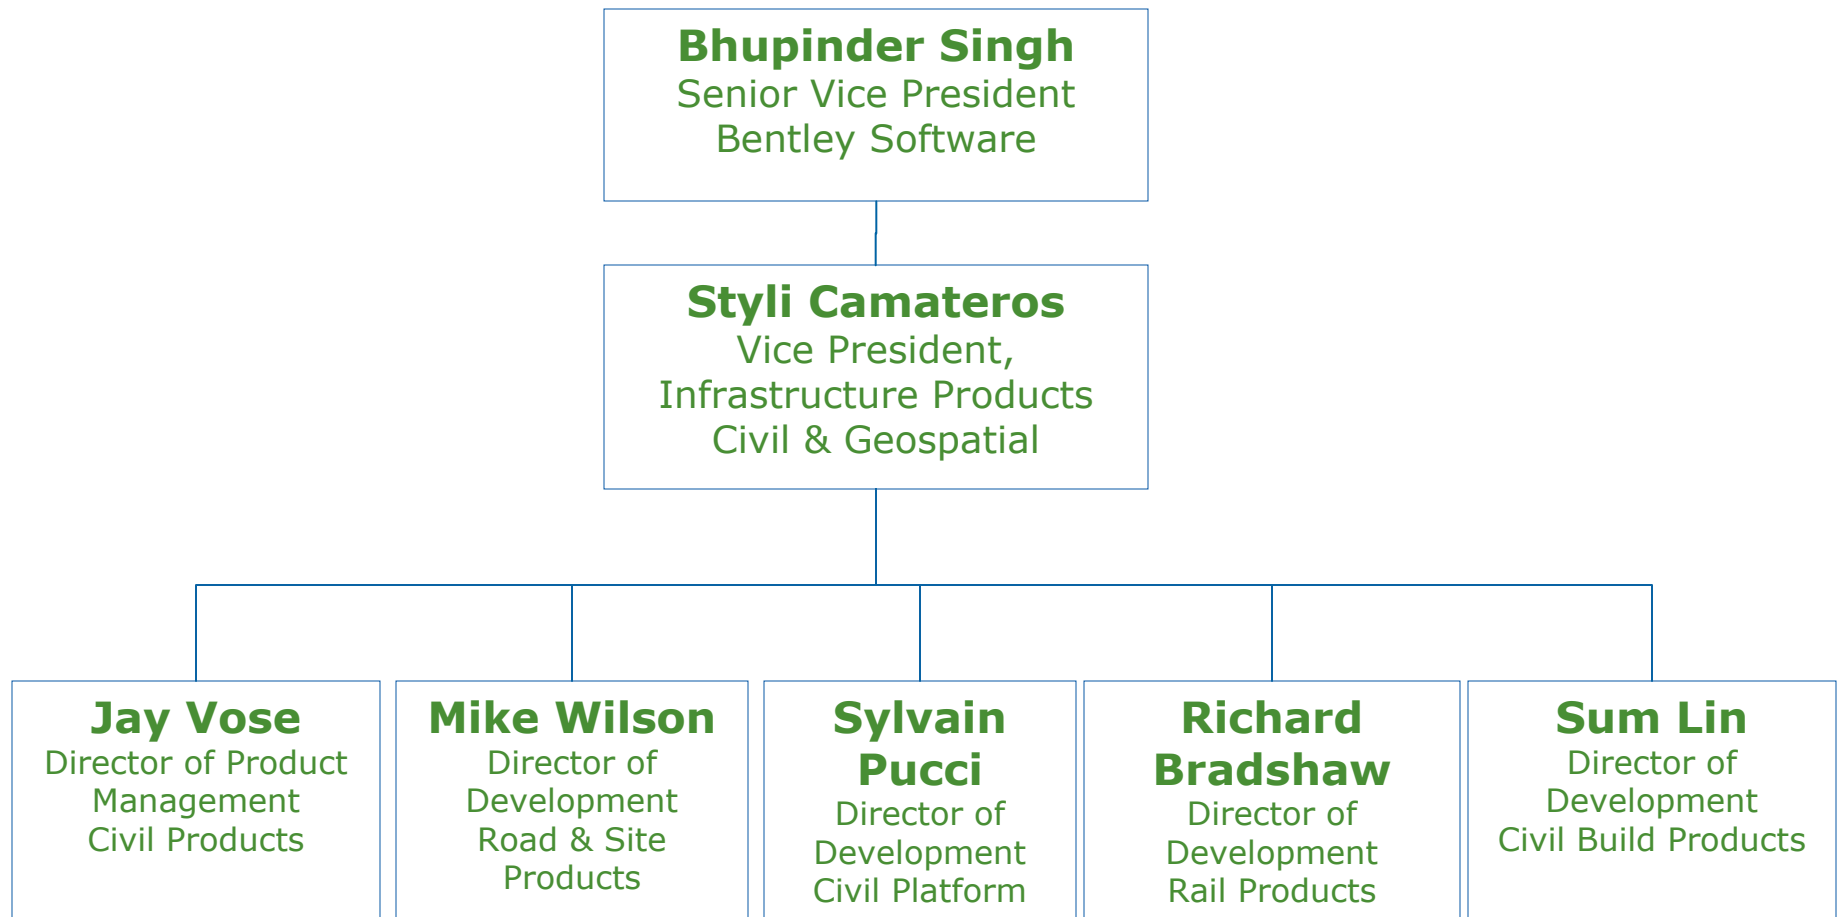 Bhupinder Singh
Senior Vice President
Bentley Software
Styli Camateros
Vice President,
Infrastructure Products
Civil & Geospatial
Jay Vose
Director of Product
Management
Civil Products
Mike Wilson
Director of
Development
Road & Site
Products
Sylvain
Pucci
Director of
Development
Civil Platform
Richard
Bradshaw
Director of
Development
Rail Products
Sum Lin
Director of
Development
Civil Build Products